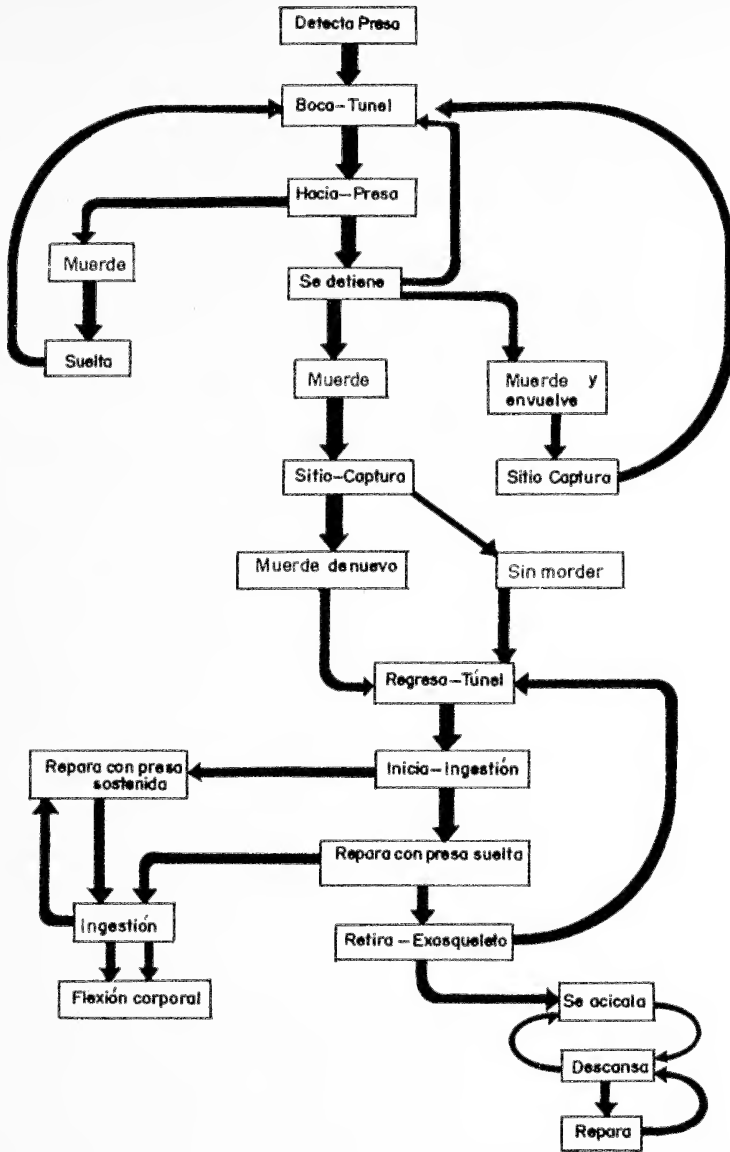 Detecta Presa
Boca-Tunel
Hacia-Presa
Muerde
Se detiene
Suelta
Muerde
Muerde y
envuelve
Sitio-Captura
Sitio Captura
Muerde de nuevo
Sin morder
Regresa-Túnel
Repara con presa
sostenida
Inicia-Ingestión
Repara con presa suelta
Ingestión
Retira-Exosqueleto
Flexión corporal
Se acicala
Descansa
Repara